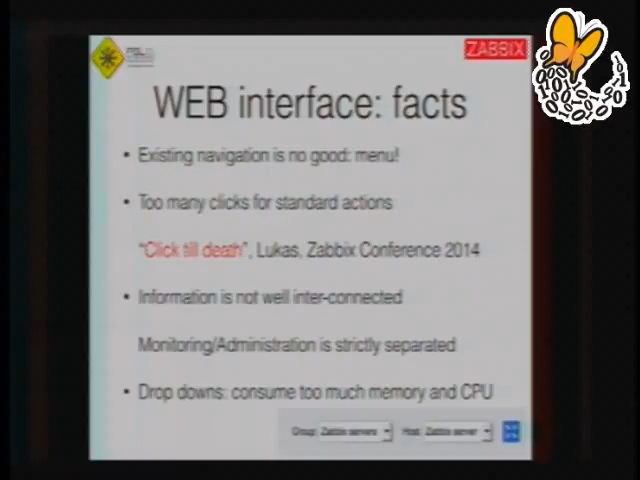 ZABBIX
WEB interface: facts
• Existing navigation is no good: menu!
• Too many clicks for standard actions
"Click till death", Lukas, Zabbix Conference 2014
• Information is not well inter-connected
Monitoring/Administration is strictly separated
• Drop downs: consume too much memory and CPU
Group Zabbix servers Host Zabbix server